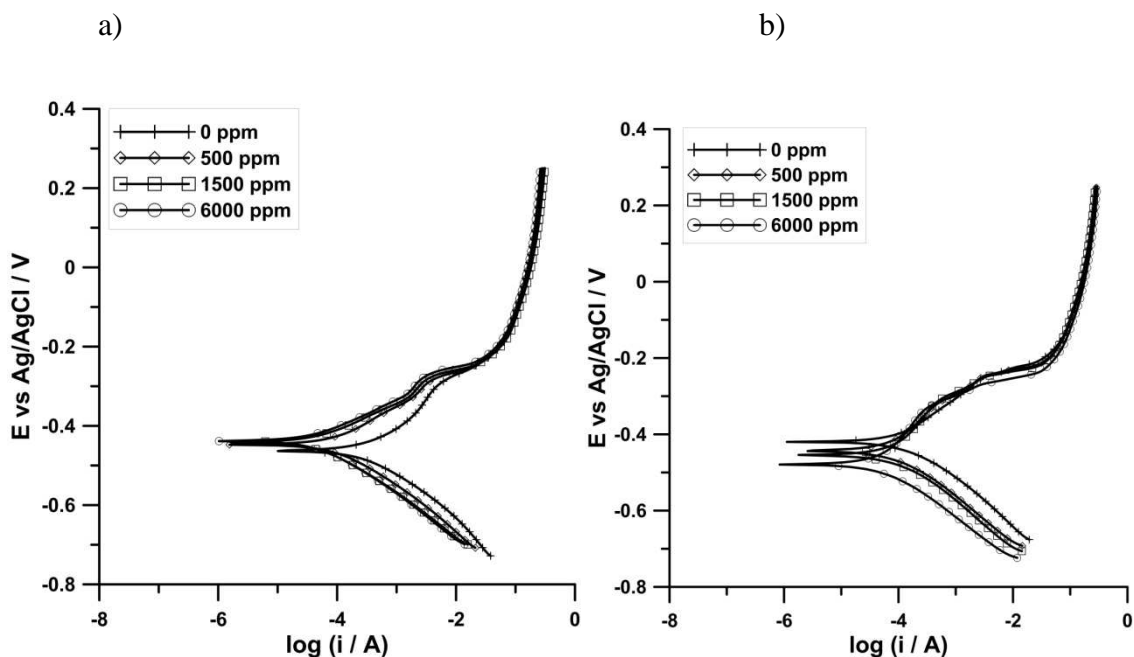 a)
b)
0 ppm
500 ppm
1500 ppm
6000 ppm
0.4
0.2
0
-0.2
-0.4
-0.6
-0.8
E vs Ag/AgCl / V
-8
-6
-4
-2
0
log (i / A)
0 ppm
500 ppm
1500 ppm
6000 ppm
0.4
0.2
0
-0.2
-0.4
-0.6
-0.8
E vs Ag/AgCl / V
-8
-6
-4
-2
0
log (i / A)